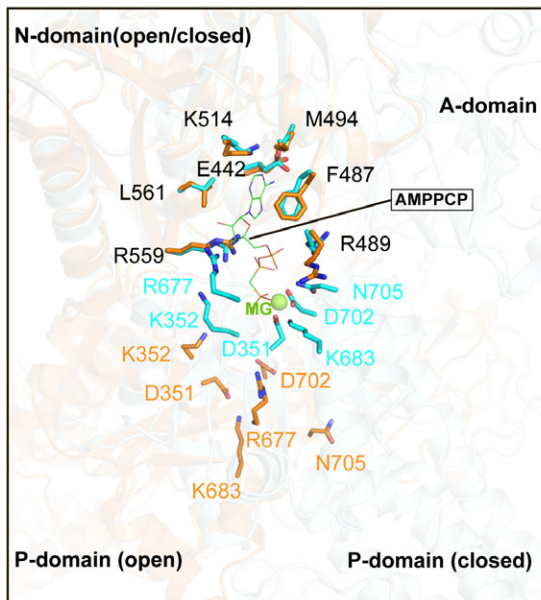 N-domain(open/closed)
A-domain
K514
M494
E442
F487
L561
AMPPCP
R559
R489
R677
N705
K352
MG
D702
D351
K683
K352
D351
D702
R677
N705
K683
P-domain (open)
P-domain (closed)